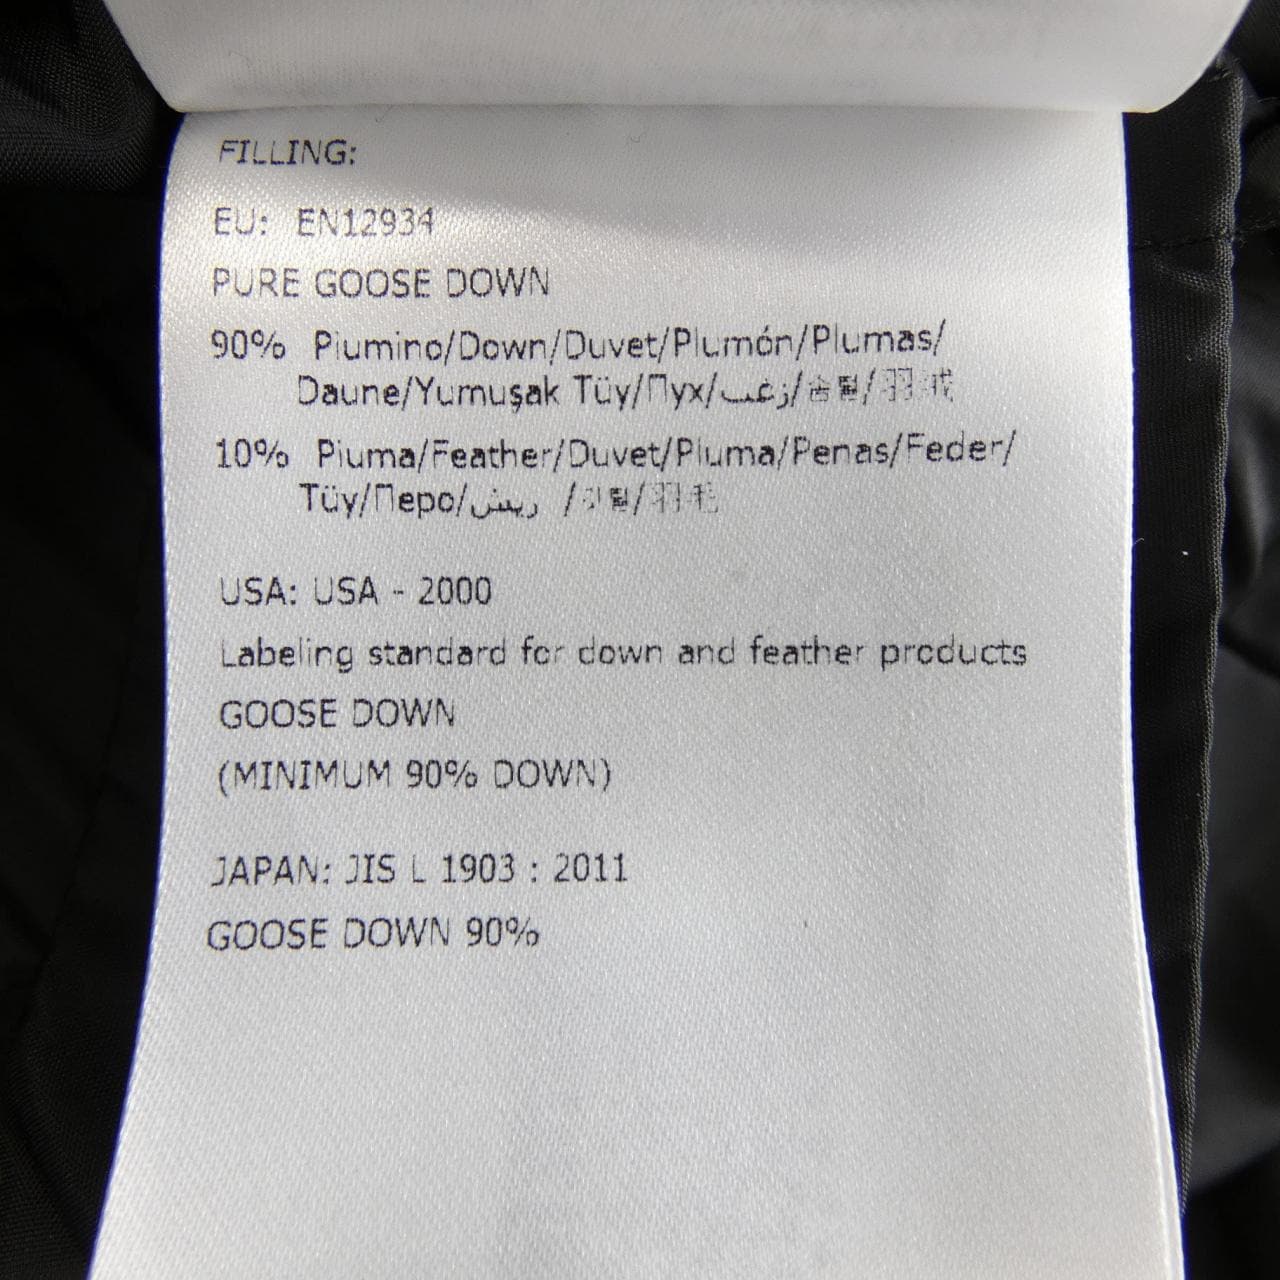 FILLING:
EU: EN12934
PURE GOOSE DOWN
90% Piumino/Down/Duvet/Plumón/Plumas/
Daune/Yumuşak Tüy/Пух/زغب/솜털/羽绒
10% Piuma/Feather/Duvet/Pluma/Penas/Feder/
Tüy/Перо/ريش /깃털/羽毛
USA: USA - 2000
Labeling standard for down and feather products
GOOSE DOWN
(MINIMUM 90% DOWN)
JAPAN: JIS L 1903 : 2011
GOOSE DOWN 90%